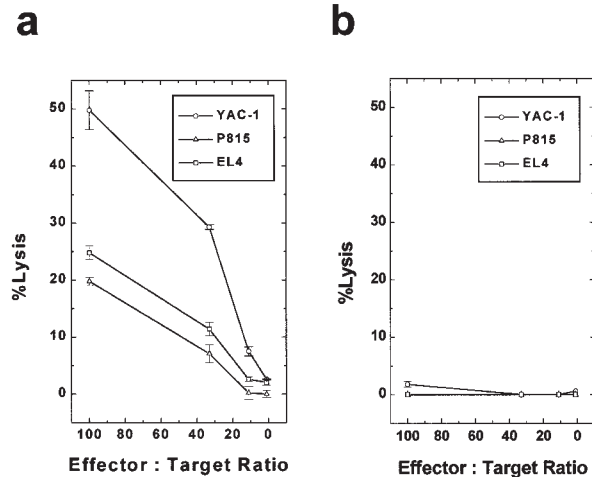 a
YAC-1
P815
EL4
%Lysis
50
40
30
20
10
0
100 80 60 40 20 0
Effector : Target Ratio
b
YAC-1
P815
EL4
%Lysis
50
40
30
20
10
0
100 80 60 40 20 0
Effector : Target Ratio